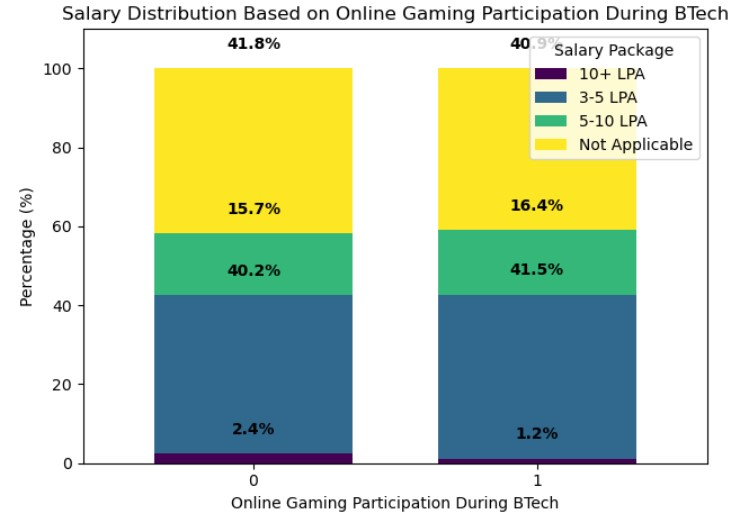 Salary Distribution Based on Online Gaming Participation During BTech
41.8%
40.9%
Salary Package
10+ LPA
3-5 LPA
5-10 LPA
Not Applicable
15.7%
16.4%
40.2%
41.5%
2.4%
1.2%
100
80
60
40
20
0
Percentage (%)
0
1
Online Gaming Participation During BTech